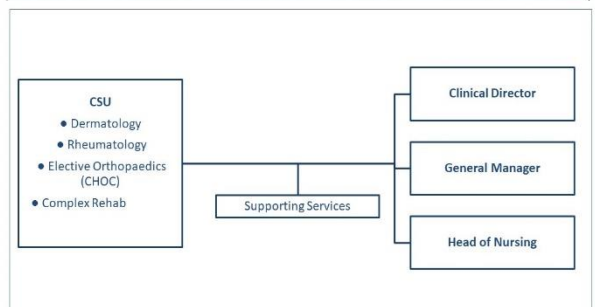 CSU
● Dermatology
● Rheumatology
● Elective Orthopaedics
(CHOC)
● Complex Rehab
Supporting Services
Clinical Director
General Manager
Head of Nursing